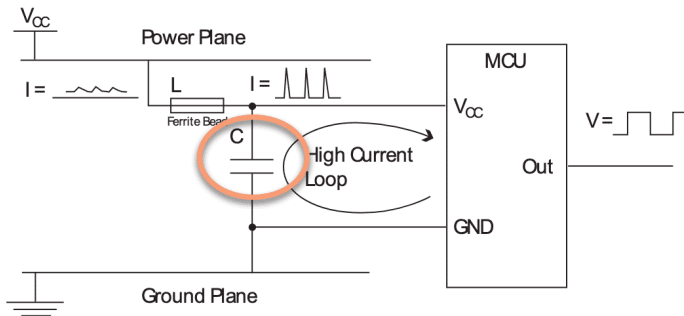 VCC
Power Plane
MCU
I =
L
I =
Ferrite Bead
VCC
V =
C
High Current
Loop
Out
GND
Ground Plane